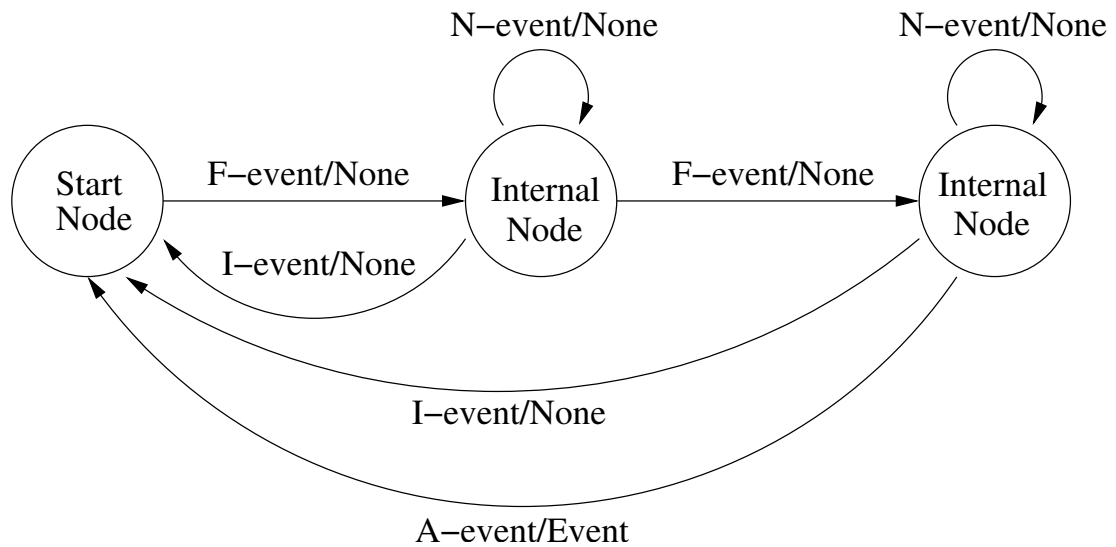 N−event/None
N−event/None
Start
Node
F−event/None
Internal
Node
F−event/None
Internal
Node
I−event/None
I−event/None
A−event/Event